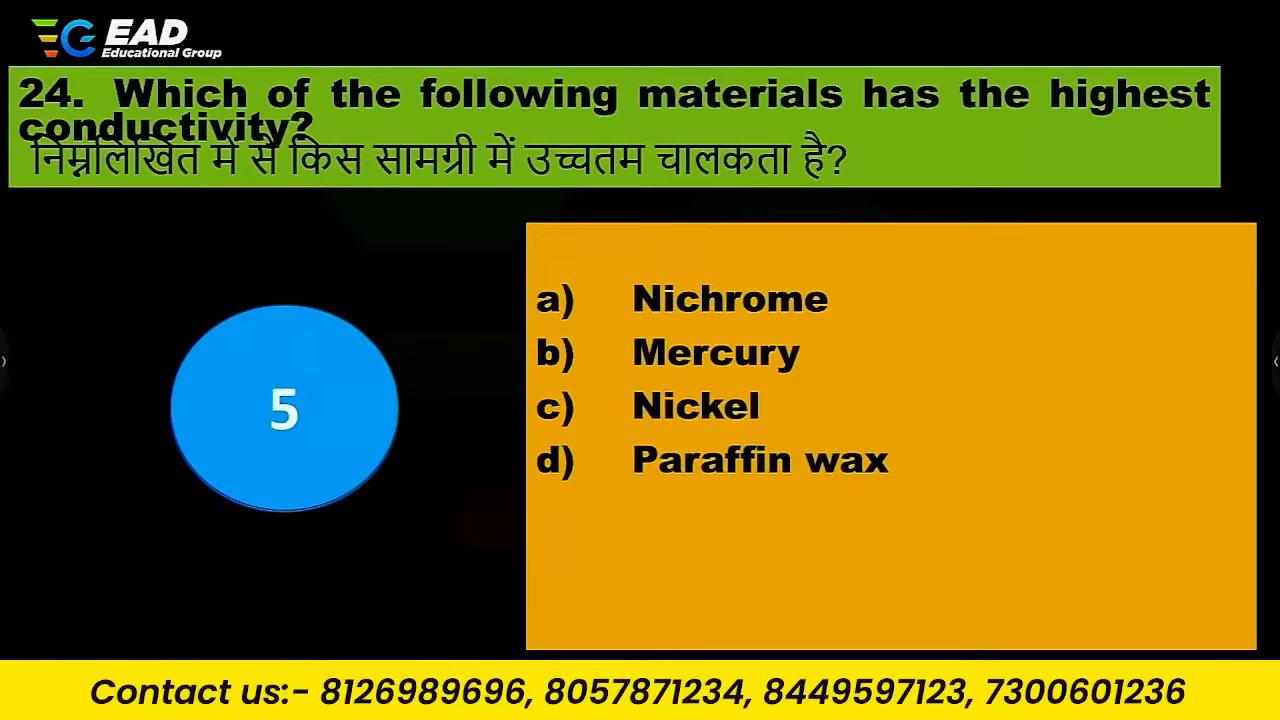 EAD
Educational Group
24. Which of the following materials has the highest
conductivity?
निम्नलिखित में से किस सामग्री में उच्चतम चालकता है?
5
a) Nichrome
b) Mercury
c) Nickel
d) Paraffin wax
Contact us:- 8126989696, 8057871234, 8449597123, 7300601236